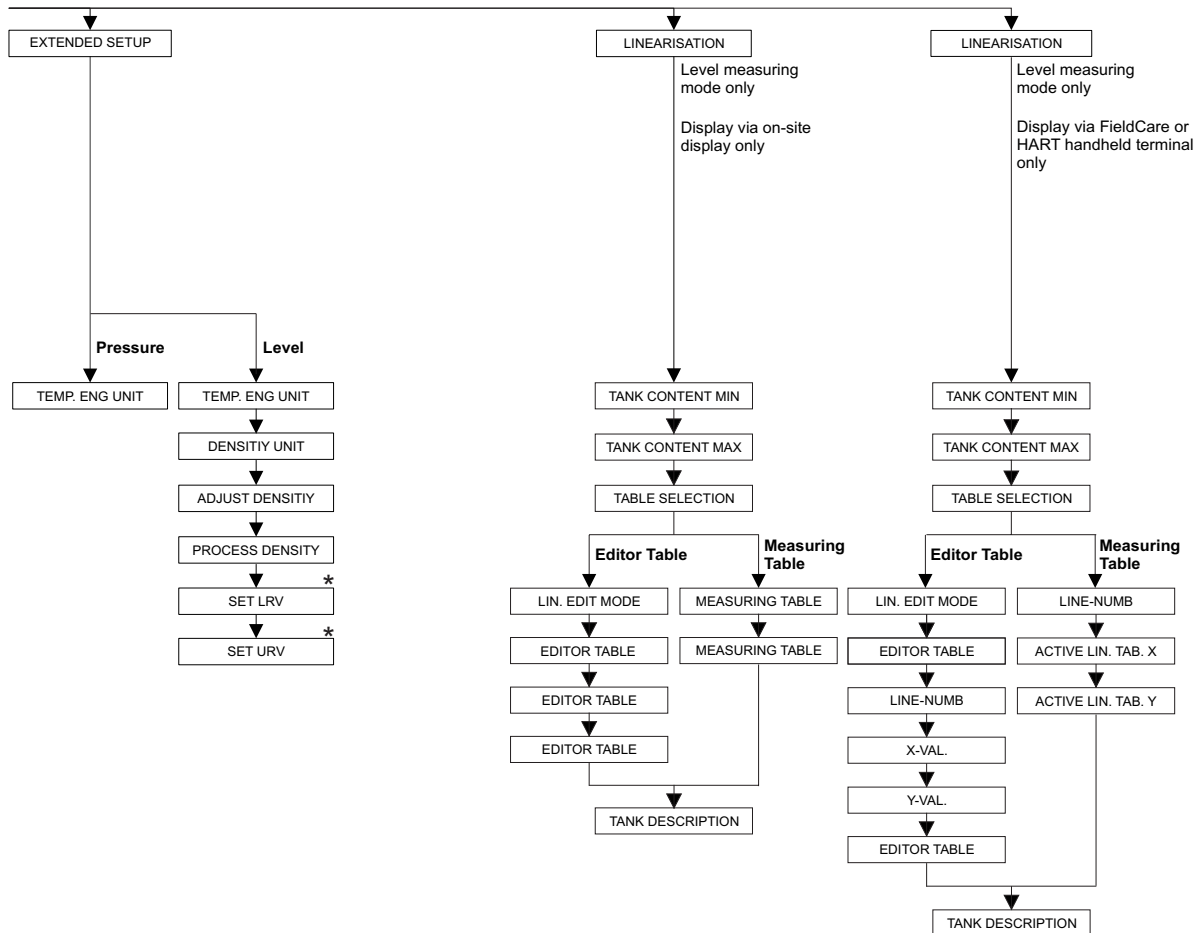 EXTENDED SETUP
Pressure
TEMP. ENG UNIT
Level
TEMP. ENG UNIT
DENSITIY UNIT
ADJUST DENSITIY
PROCESS DENSITY
*
SET LRV
*
SET URV
LINEARISATION
Level measuring
mode only
Display via on-site
display only
TANK CONTENT MIN
TANK CONTENT MAX
TABLE SELECTION
Editor Table
LIN. EDIT MODE
EDITOR TABLE
EDITOR TABLE
EDITOR TABLE
Measuring
Table
MEASURING TABLE
MEASURING TABLE
TANK DESCRIPTION
LINEARISATION
Level measuring
mode only
Display via FieldCare or
HART handheld terminal
only
TANK CONTENT MIN
TANK CONTENT MAX
TABLE SELECTION
Editor Table
LIN. EDIT MODE
EDITOR TABLE
LINE-NUMB
X-VAL.
Y-VAL.
EDITOR TABLE
Measuring
Table
LINE-NUMB
ACTIVE LIN. TAB. X
ACTIVE LIN. TAB. Y
TANK DESCRIPTION